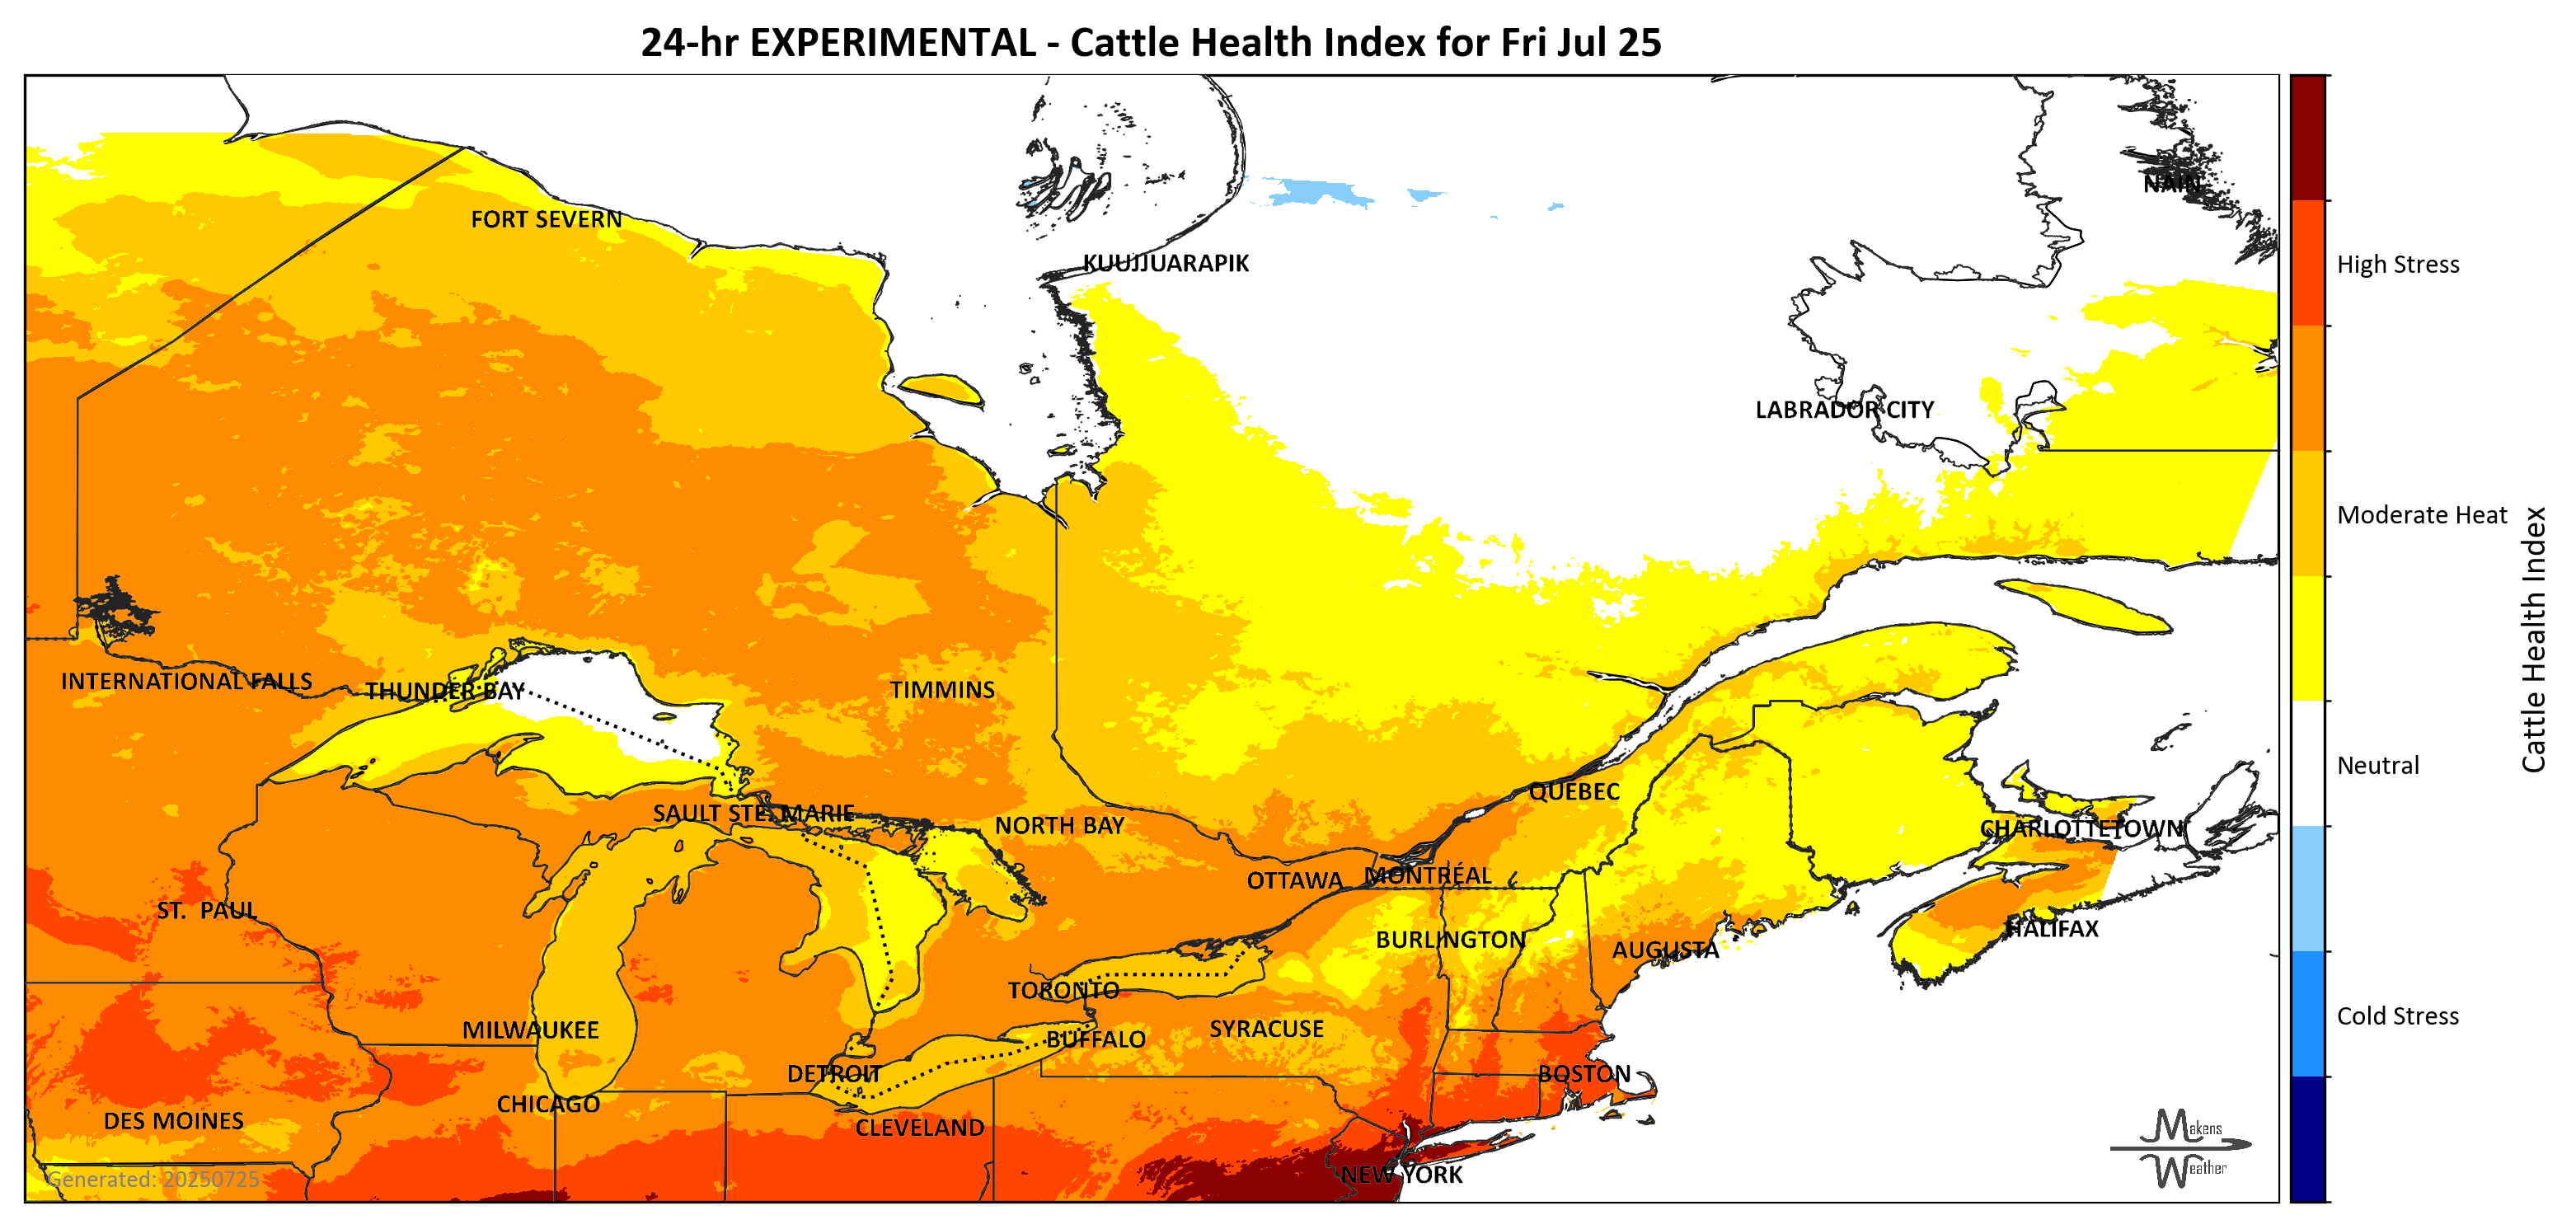 24-hr EXPERIMENTAL - Cattle Health Index for Fri Jul 25
NAIN
FORT SEVERN
KUUJJUARAPIK
High Stress
LABRADOR CITY
Moderate Heat
INTERNATIONAL FALLS
THUNDER BAY
TIMMINS
Cattle Health Index
Neutral
QUEBEC
SAULT STE. MARIE
NORTH BAY
CHARLOTTETOWN
OTTAWA
MONTRÉAL
ST. PAUL
HALIFAX
BURLINGTON
AUGUSTA
TORONTO
Cold Stress
MILWAUKEE
SYRACUSE
BUFFALO
DETROIT
BOSTON
CHICAGO
DES MOINES
CLEVELAND
Makens
Weather
NEW YORK
Generated: 20250725